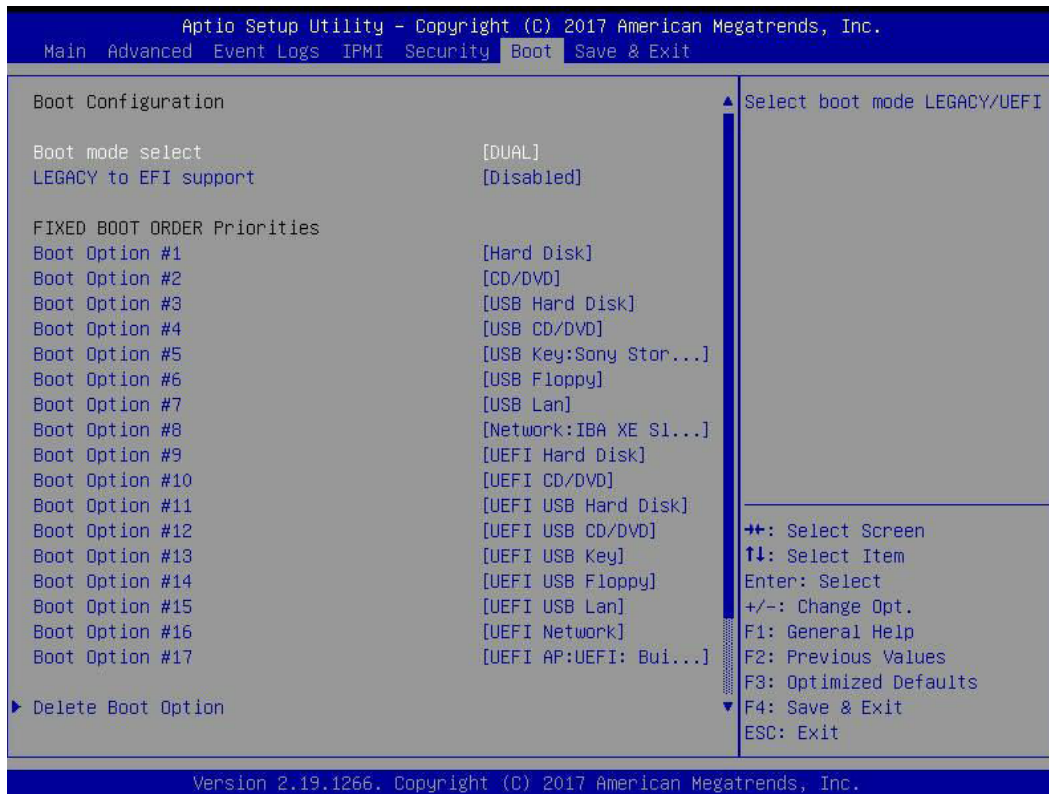 Aptio Setup Utility – Copyright (C) 2017 American Megatrends, Inc.
Main Advanced Event Logs IPMI Security Boot Save & Exit
Boot Configuration
Boot mode select [DUAL]
LEGACY to EFI support [Disabled]
FIXED BOOT ORDER Priorities
Boot Option #1 [Hard Disk]
Boot Option #2 [CD/DVD]
Boot Option #3 [USB Hard Disk]
Boot Option #4 [USB CD/DVD]
Boot Option #5 [USB Key:Sony Stor...]
Boot Option #6 [USB Floppy]
Boot Option #7 [USB Lan]
Boot Option #8 [Network:IBA XE Sl...]
Boot Option #9 [UEFI Hard Disk]
Boot Option #10 [UEFI CD/DVD]
Boot Option #11 [UEFI USB Hard Disk]
Boot Option #12 [UEFI USB CD/DVD]
Boot Option #13 [UEFI USB Key]
Boot Option #14 [UEFI USB Floppy]
Boot Option #15 [UEFI USB Lan]
Boot Option #16 [UEFI Network]
Boot Option #17 [UEFI AP:UEFI: Bui...]
Delete Boot Option
Select boot mode LEGACY/UEFI
→←: Select Screen
↑↓: Select Item
Enter: Select
+/-: Change Opt.
F1: General Help
F2: Previous Values
F3: Optimized Defaults
F4: Save & Exit
ESC: Exit
Version 2.19.1266. Copyright (C) 2017 American Megatrends, Inc.